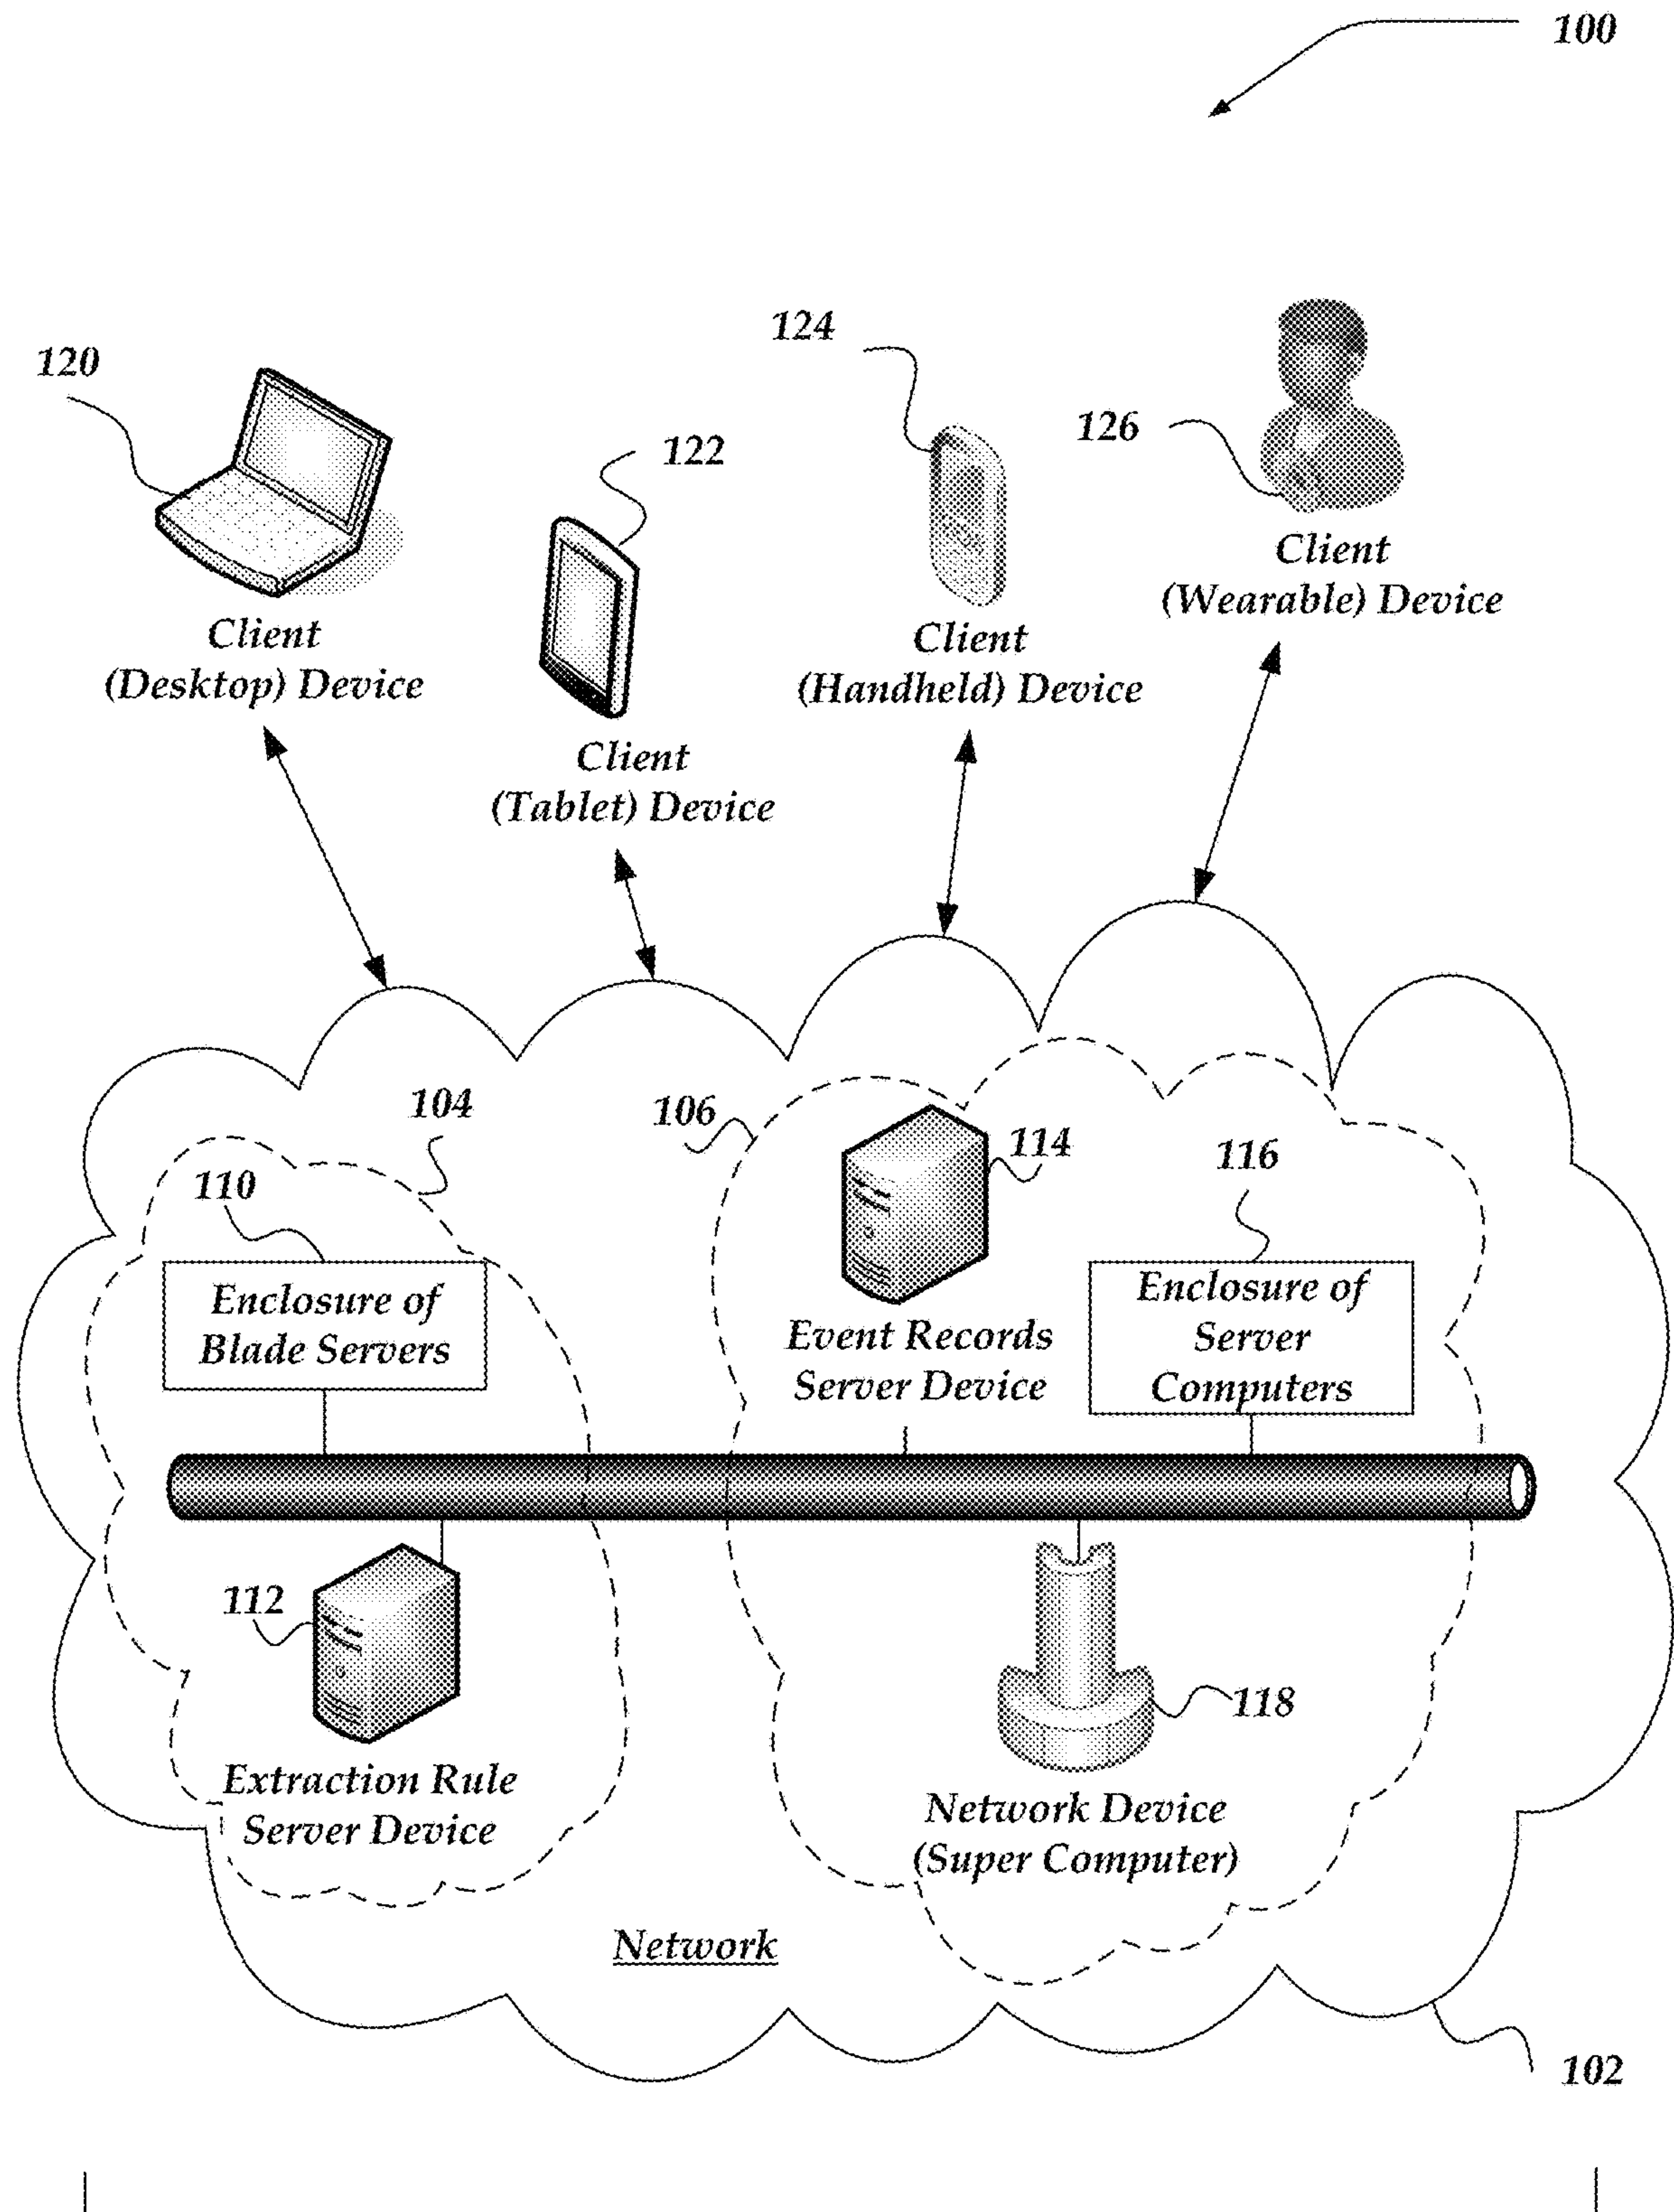 100
120
122
124
126
Client
(Desktop) Device
Client
(Tablet) Device
Client
(Handheld) Device
Client
(Wearable) Device
104
106
110
114
116
Enclosure of
Blade Servers
Event Records
Server Device
Enclosure of
Server
Computers
112
118
Extraction Rule
Server Device
Network Device
(Super Computer)
Network
102